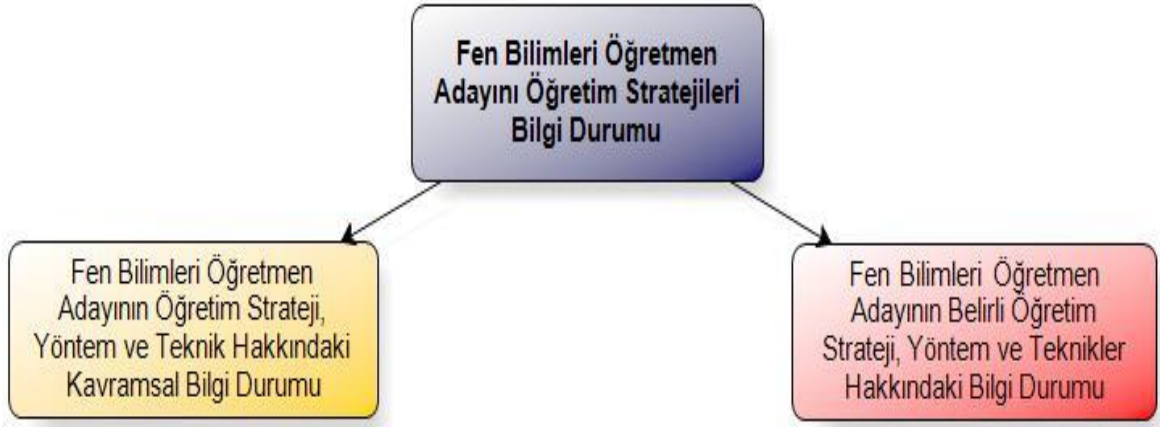 Fen Bilimleri Öğretmen
Adayını Öğretim Stratejileri
Bilgi Durumu
Fen Bilimleri Öğretmen
Adayının Öğretim Strateji,
Yöntem ve Teknik Hakkındaki
Kavramsal Bilgi Durumu
Fen Bilimleri Öğretmen
Adayının Belirli Öğretim
Strateji, Yöntem ve Teknikler
Hakkındaki Bilgi Durumu